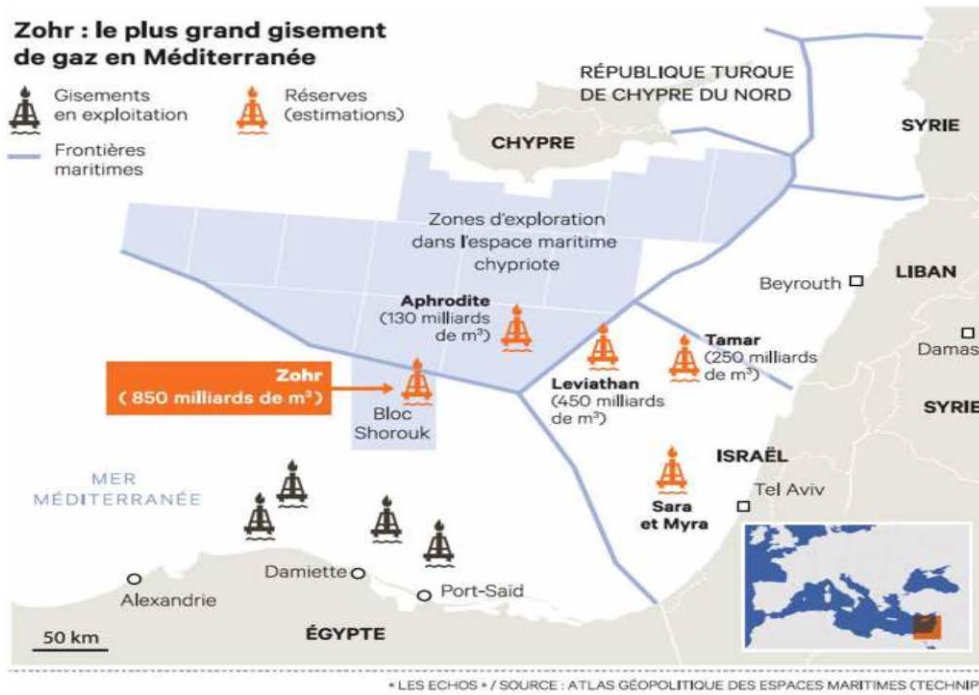 Zohr : le plus grand gisement
de gaz en Méditerranée
Gisements
en exploitation
Réserves
(estimations)
Frontières
maritimes
RÉPUBLIQUE TURQUE
DE CHYPRE DU NORD
SYRIE
CHYPRE
Zones d'exploration
dans l'espace maritime
chypriote
LIBAN
Beyrouth
Aphrodite
(130 milliards
de m³)
Tamar
(250 milliards
de m³)
Damas
Zohr
( 850 milliards de m³)
Leviathan
(450 milliards
de m³)
SYRIE
Bloc
Shorouk
ISRAËL
MER
MÉDITERRANÉE
Tel Aviv
Sara
et Myra
Damiette
Port-Saïd
Alexandrie
ÉGYPTE
50 km
« LES ECHOS » / SOURCE : ATLAS GÉOPOLITIQUE DES ESPACES MARITIMES (TECHNIP